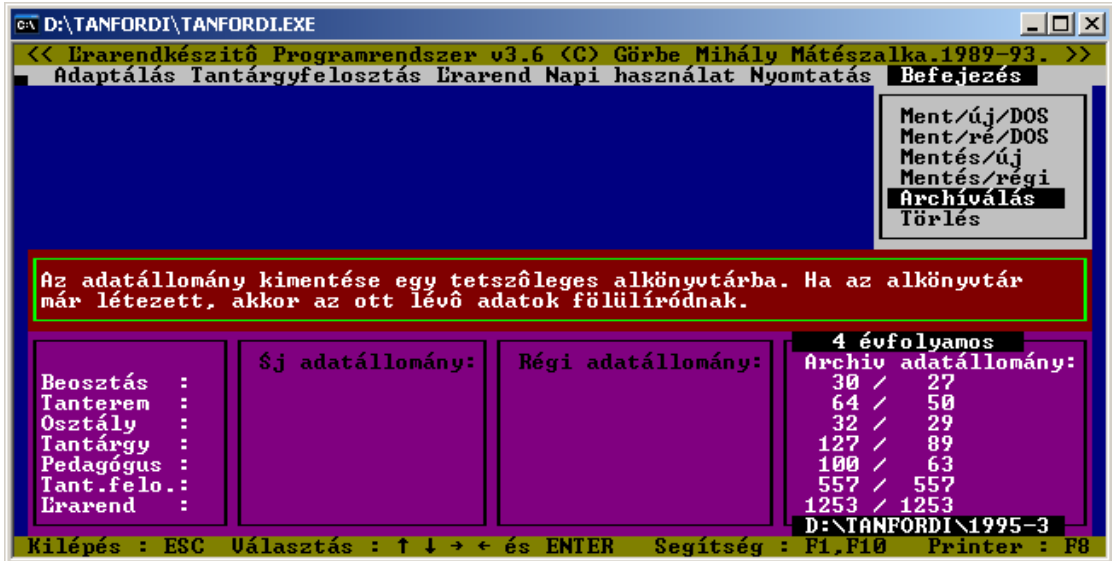 D:\TANFORDI\TANFORDI.EXE
<< Ľrarendkészitô Programrendszer v3.6 (C) Görbe Mihály Mátészalka.1989-93. >>
Adaptálás Tantárgyfelosztás Ľrarend Napi használat Nyomtatás Befejezés
Ment/új/DOS
Ment/ré/DOS
Mentés/új
Mentés/régi
Archíválás
Törlés
Az adatállomány kimentése egy tetszôleges alkönyvtárba. Ha az alkönyvtár
már létezett, akkor az ott lévô adatok fölülíródnak.
4 évfolyamos
Śj adatállomány: Régi adatállomány: Archiv adatállomány:
Beosztás : 30 / 27
Tanterem : 64 / 50
Osztály : 32 / 29
Tantárgy : 127 / 89
Pedagógus : 100 / 63
Tant.felo.: 557 / 557
Ľrarend : 1253 / 1253
D:\TANFORDI\1995-3
Kilépés : ESC Választás : ↑ ↓ → ← és ENTER Segítség : F1,F10 Printer : F8